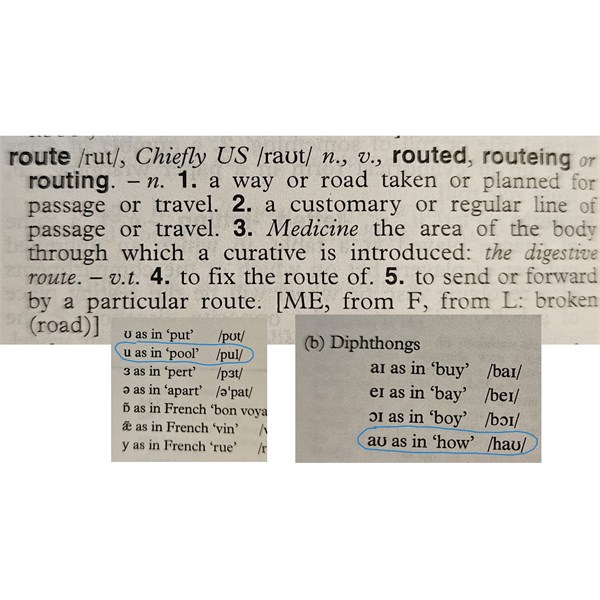 route /rut/, Chiefly US /raʊt/ n., v., routed, routeing or
routing. – n. 1. a way or road taken or planned for
passage or travel. 2. a customary or regular line of
passage or travel. 3. Medicine the area of the body
through which a curative is introduced: the digestive
route. – v.t. 4. to fix the route of. 5. to send or forward
by a particular route. [ME, from F, from L: broken
(road)]
ʊ as in ‘put’ /pʊt/
u as in ‘pool’ /pul/
ɜ as in ‘pert’ /pɜt/
ə as in ‘apart’ /ə'pat/
ɒ̃ as in French ‘bon voya
æ̃ as in French ‘vin’ /v
y as in French ‘rue’ /r
(b) Diphthongs
aɪ as in ‘buy’ /baɪ/
eɪ as in ‘bay’ /beɪ/
ɔɪ as in ‘boy’ /bɔɪ/
aʊ as in ‘how’ /haʊ/